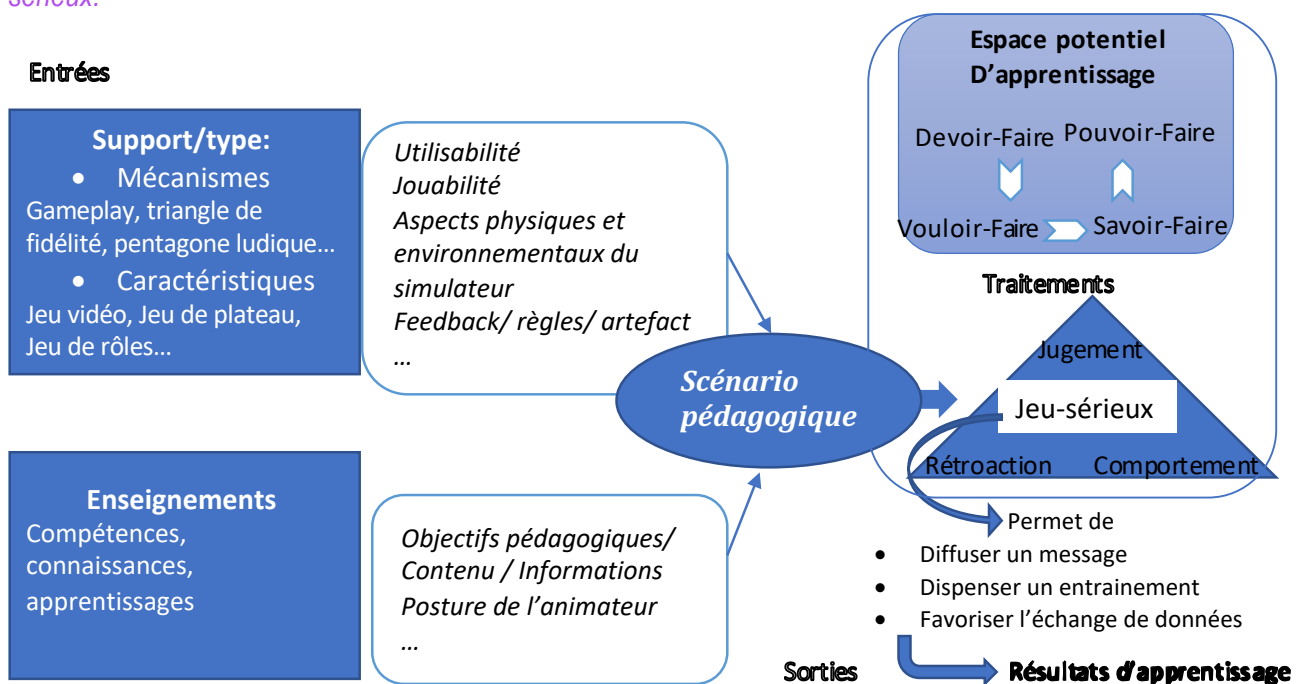 sérieux.
Entrées
Support/type:
• Mécanismes
Gameplay, triangle de
fidélité, pentagone ludique…
• Caractéristiques
Jeu vidéo, Jeu de plateau,
Jeu de rôles…
Utilisabilité
Jouabilité
Aspects physiques et
environnementaux du
simulateur
Feedback/ règles/ artefact
…
Enseignements
Compétences,
connaissances,
apprentissages
Objectifs pédagogiques/
Contenu / Informations
Posture de l’animateur
…
Scénario
pédagogique
Espace potentiel
D’apprentissage
Devoir-Faire Pouvoir-Faire
Vouloir-Faire Savoir-Faire
Traitements
Jugement
Jeu-sérieux
Rétroaction Comportement
Permet de
• Diffuser un message
• Dispenser un entrainement
• Favoriser l’échange de données
Sorties Résultats d’apprentissage